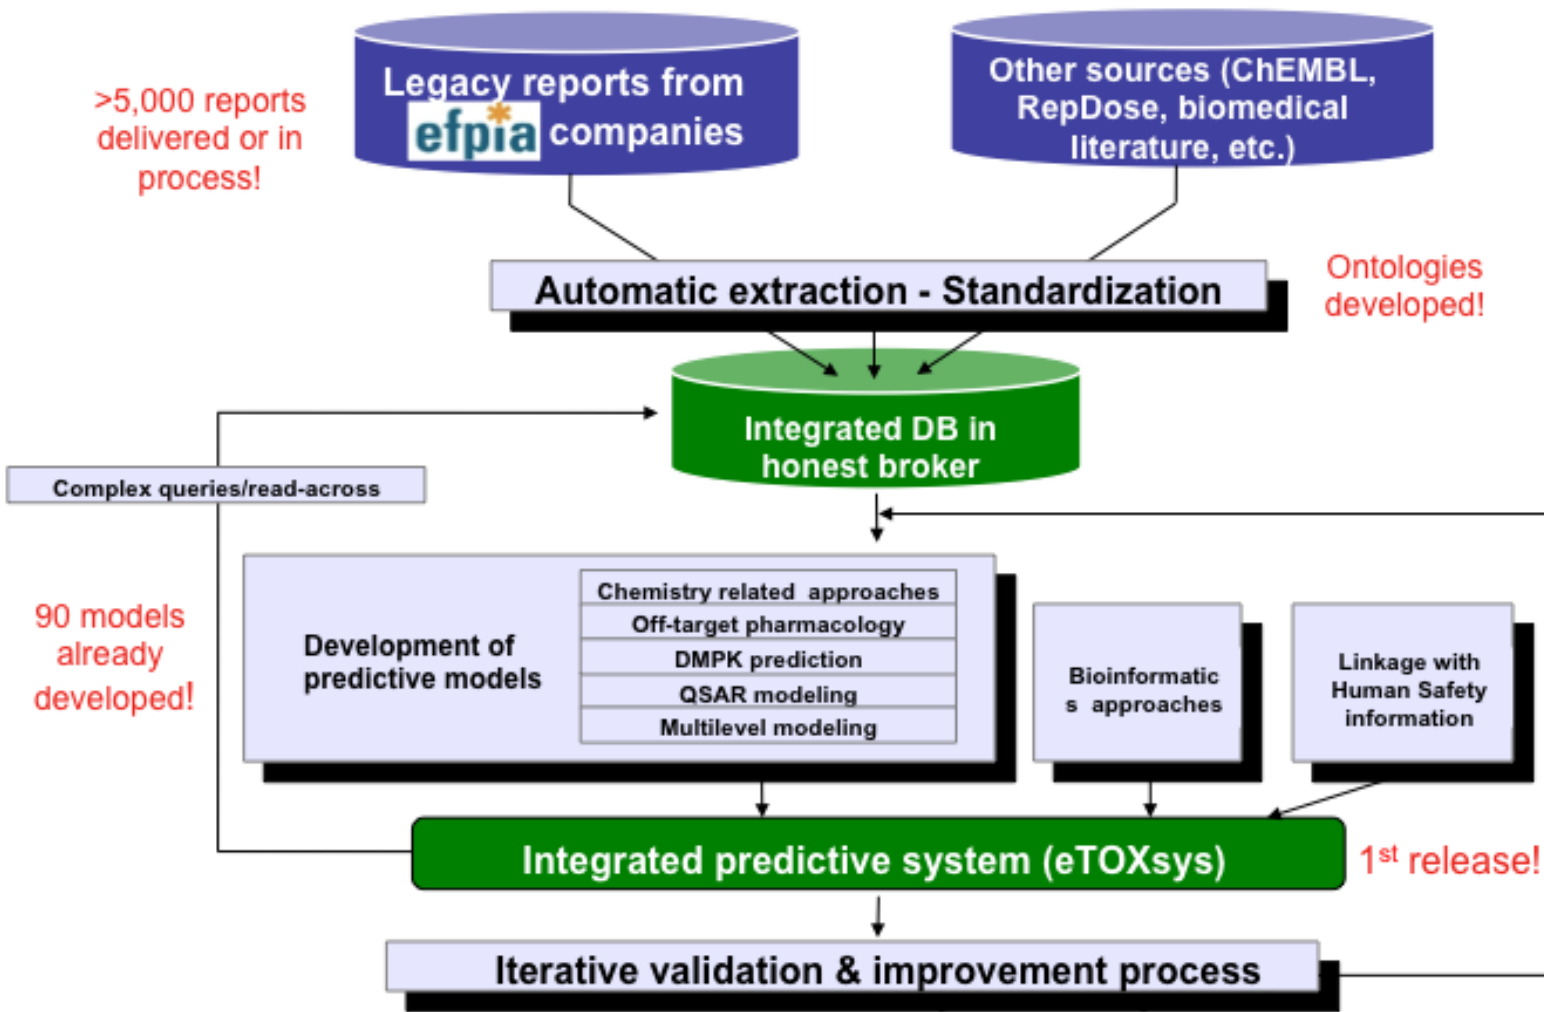 >5,000 reports
delivered or in
process!
Legacy reports from
efpia companies
Other sources (ChEMBL,
RepDose, biomedical
literature, etc.)
Automatic extraction - Standardization
Ontologies
developed!
Integrated DB in
honest broker
Complex queries/read-across
90 models
already
developed!
Development of
predictive models
Chemistry related approaches
Off-target pharmacology
DMPK prediction
QSAR modeling
Multilevel modeling
Bioinformatic
s approaches
Linkage with
Human Safety
information
Integrated predictive system (eTOXsys)
1st release!
Iterative validation & improvement process